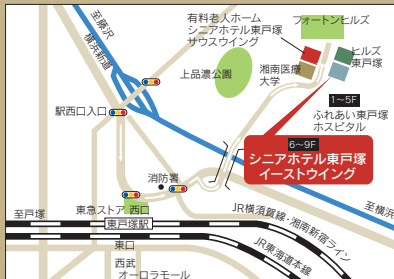 至藤沢
横浜新道
有料老人ホーム
シニアホテル東戸塚
サウスウイング
フォートンヒルズ
ヒルズ
東戸塚
上品濃公園
湘南医療
大学
駅西口入口
1〜5F
ふれあい東戸塚
ホスピタル
6〜9F
シニアホテル東戸塚
イーストウイング
消防署
東急ストア 西口
至戸塚
東戸塚駅
東口
西武
オーロラモール
JR横須賀線・湘南新宿ライン
JR東海道本線
至横浜